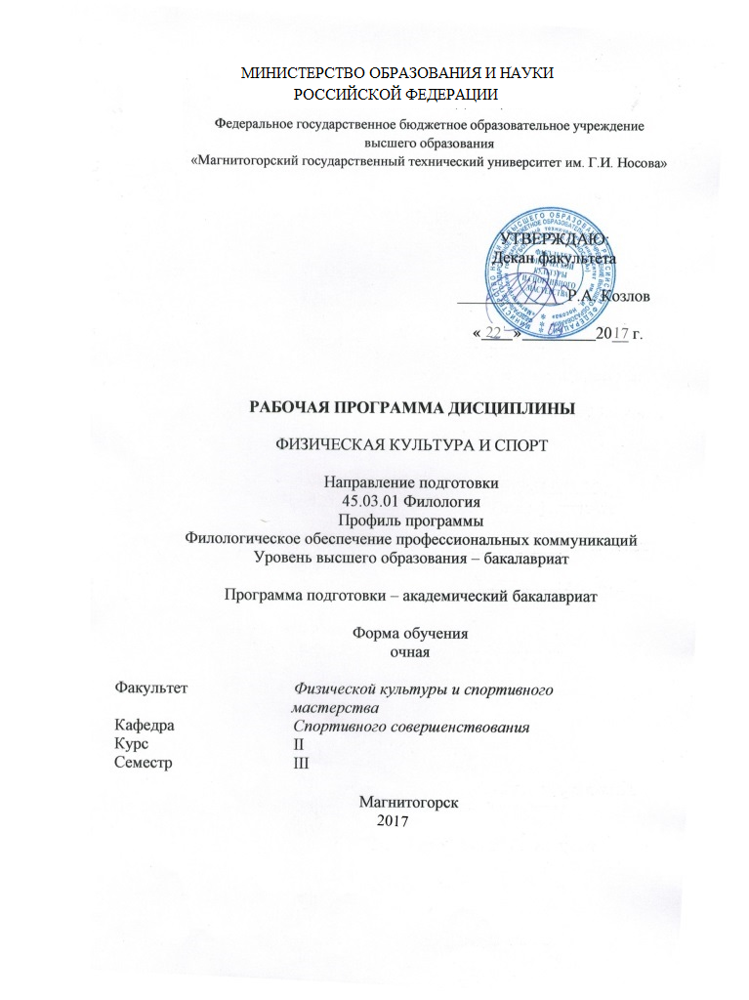 МИНИСТЕРСТВО ОБРАЗОВАНИЯ И НАУКИ
РОССИЙСКОЙ ФЕДЕРАЦИИ
Федеральное государственное бюджетное образовательное учреждение
высшего образования
«Магнитогорский государственный технический университет им. Г.И. Носова»
УТВЕРЖДАЮ:
Декан факультета
Р.А. Козлов
«22» 09 2017 г.
РАБОЧАЯ ПРОГРАММА ДИСЦИПЛИНЫ
ФИЗИЧЕСКАЯ КУЛЬТУРА И СПОРТ
Направление подготовки
45.03.01 Филология
Профиль программы
Филологическое обеспечение профессиональных коммуникаций
Уровень высшего образования – бакалавриат
Программа подготовки – академический бакалавриат
Форма обучения
очная
Факультет Физической культуры и спортивного
мастерства
Кафедра Спортивного совершенствования
Курс II
Семестр III
Магнитогорск
2017